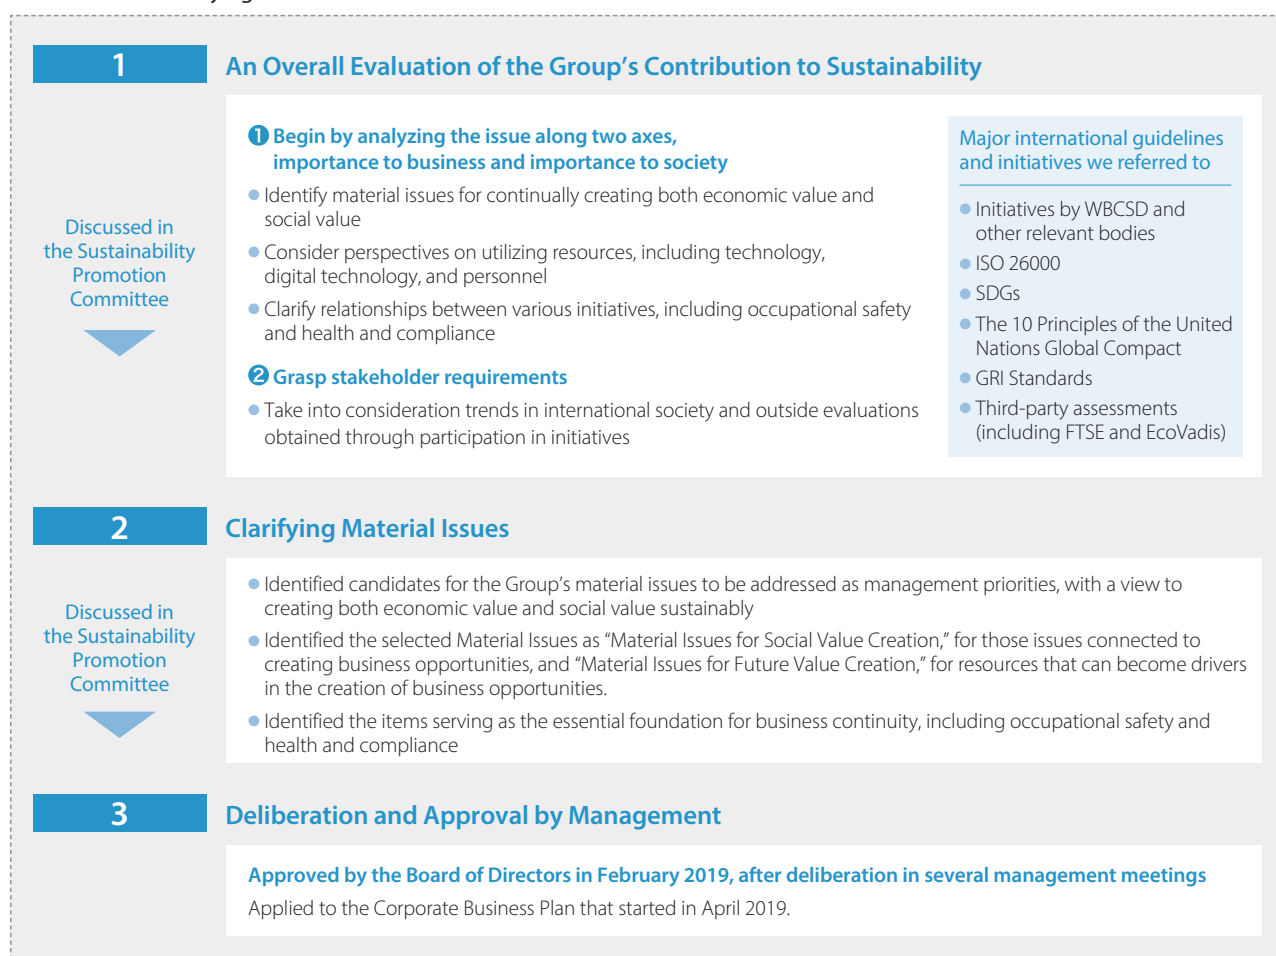 1
An Overall Evaluation of the Group’s Contribution to Sustainability
Discussed in
the Sustainability
Promotion
Committee
❶ Begin by analyzing the issue along two axes,
importance to business and importance to society
● Identify material issues for continually creating both economic value and
social value
● Consider perspectives on utilizing resources, including technology,
digital technology, and personnel
● Clarify relationships between various initiatives, including occupational safety
and health and compliance
❷ Grasp stakeholder requirements
● Take into consideration trends in international society and outside evaluations
obtained through participation in initiatives
Major international guidelines
and initiatives we referred to
● Initiatives by WBCSD and
other relevant bodies
● ISO 26000
● SDGs
● The 10 Principles of the United
Nations Global Compact
● GRI Standards
● Third-party assessments
(including FTSE and EcoVadis)
2
Clarifying Material Issues
Discussed in
the Sustainability
Promotion
Committee
● Identified candidates for the Group’s material issues to be addressed as management priorities, with a view to
creating both economic value and social value sustainably
● Identified the selected Material Issues as “Material Issues for Social Value Creation,” for those issues connected to
creating business opportunities, and “Material Issues for Future Value Creation,” for resources that can become drivers
in the creation of business opportunities.
● Identified the items serving as the essential foundation for business continuity, including occupational safety and
health and compliance
3
Deliberation and Approval by Management
Approved by the Board of Directors in February 2019, after deliberation in several management meetings
Applied to the Corporate Business Plan that started in April 2019.